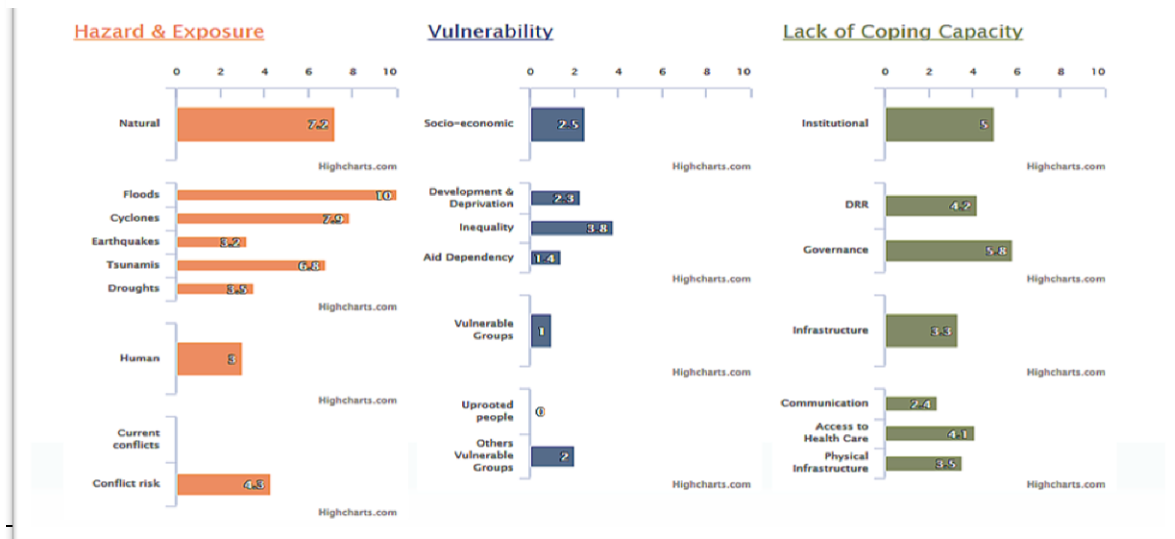 Hazard & Exposure
0 2 4 6 8 10
Natural 7.2
Highcharts.com
Floods 10
Cyclones 7.9
Earthquakes 3.2
Tsunamis 6.8
Droughts 3.5
Highcharts.com
Human 3
Highcharts.com
Current
conflicts
Conflict risk 4.3
Highcharts.com
Vulnerability
0 2 4 6 8 10
Socio-economic 2.5
Highcharts.com
Development &
Deprivation 2.3
Inequality 3.8
Aid Dependency 1.4
Highcharts.com
Vulnerable
Groups 1
Highcharts.com
Uprooted
people 0
Others
Vulnerable
Groups 2
Highcharts.com
Lack of Coping Capacity
0 2 4 6 8 10
Institutional 5
Highcharts.com
DRR 4.2
Governance 5.8
Highcharts.com
Infrastructure 3.3
Highcharts.com
Communication 2.4
Access to
Health Care 4.1
Physical
Infrastructure 3.5
Highcharts.com